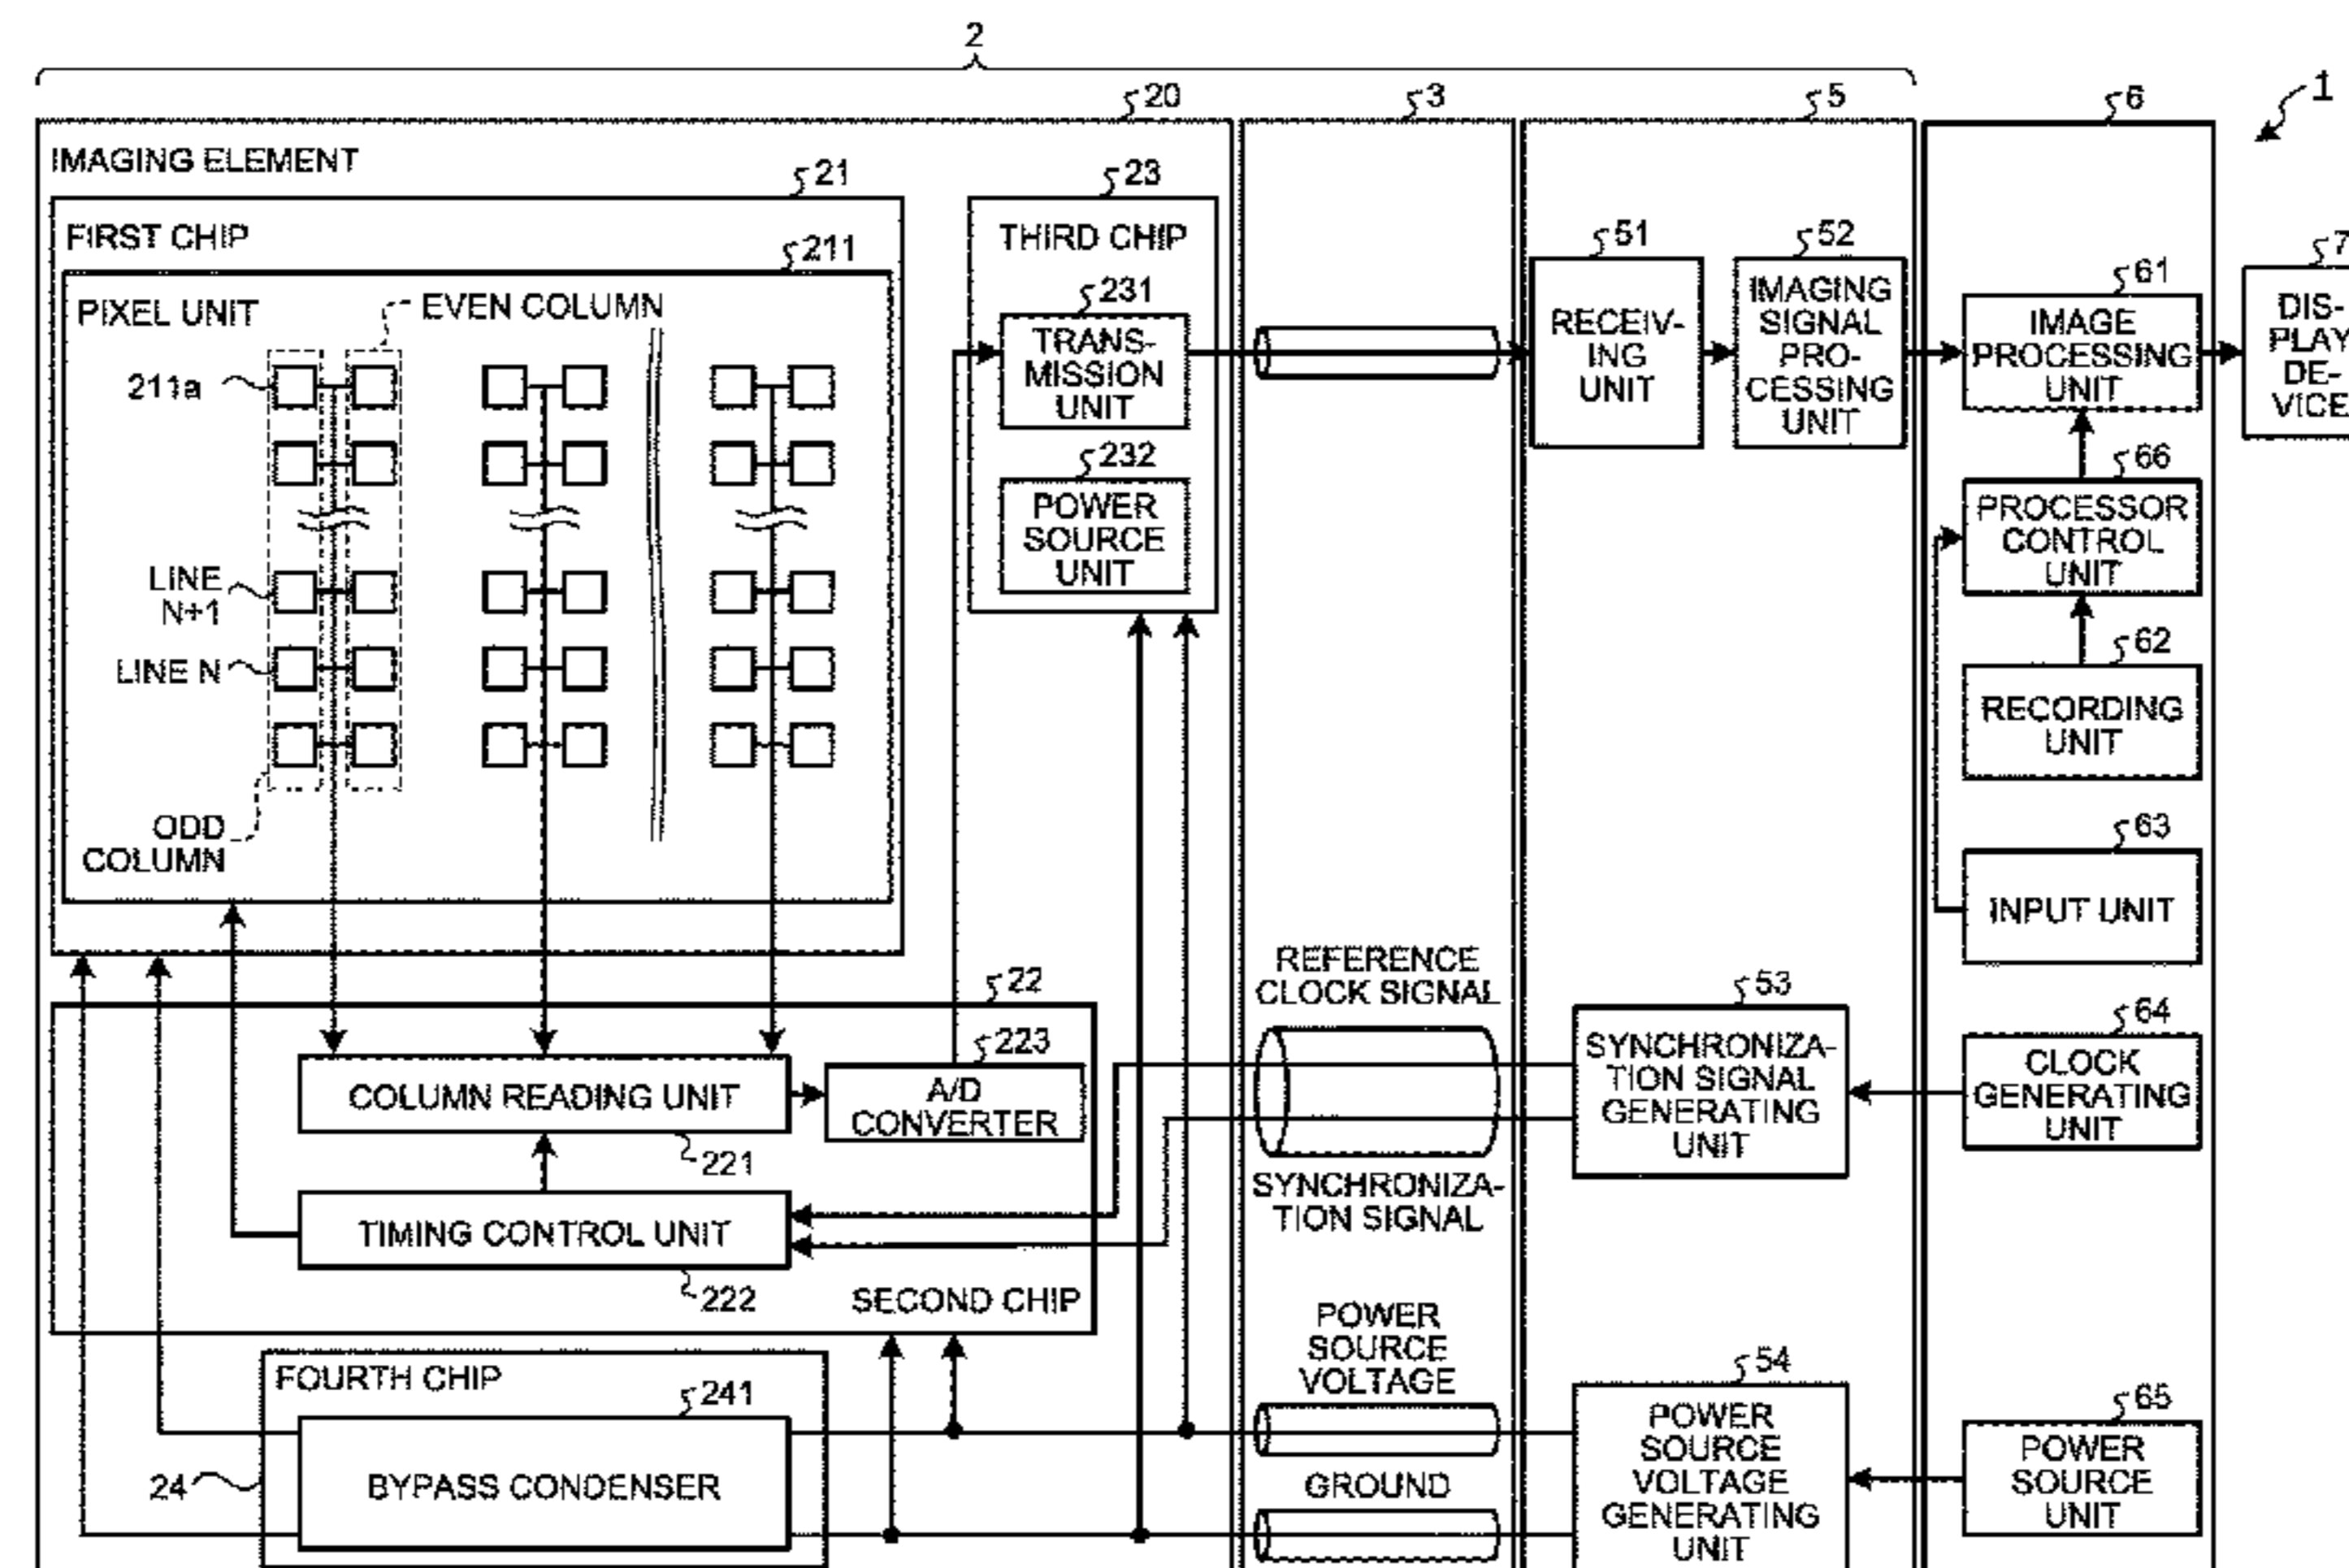 2
20
3
5
6
1
IMAGING ELEMENT
21
23
FIRST CHIP
211
THIRD CHIP
51
52
7
PIXEL UNIT
EVEN COLUMN
211a
231
TRANS-
MISSION
UNIT
RECEIV-
ING
UNIT
IMAGING
SIGNAL
PRO-
CESSING
UNIT
61
IMAGE
PROCESSING
UNIT
DIS-
PLAY
DE-
VICE
232
POWER
SOURCE
UNIT
66
PROCESSOR
CONTROL
UNIT
LINE
N+1
LINE N
62
RECORDING
UNIT
ODD
COLUMN
63
INPUT UNIT
22
REFERENCE
CLOCK SIGNAL
53
64
223
COLUMN READING UNIT
A/D
CONVERTER
SYNCHRONIZA-
TION SIGNAL
GENERATING
UNIT
CLOCK
GENERATING
UNIT
221
SYNCHRONIZA-
TION SIGNAL
TIMING CONTROL UNIT
222
SECOND CHIP
POWER
SOURCE
VOLTAGE
54
FOURTH CHIP
241
65
24
BYPASS CONDENSER
GROUND
POWER
SOURCE
VOLTAGE
GENERATING
UNIT
POWER
SOURCE
UNIT